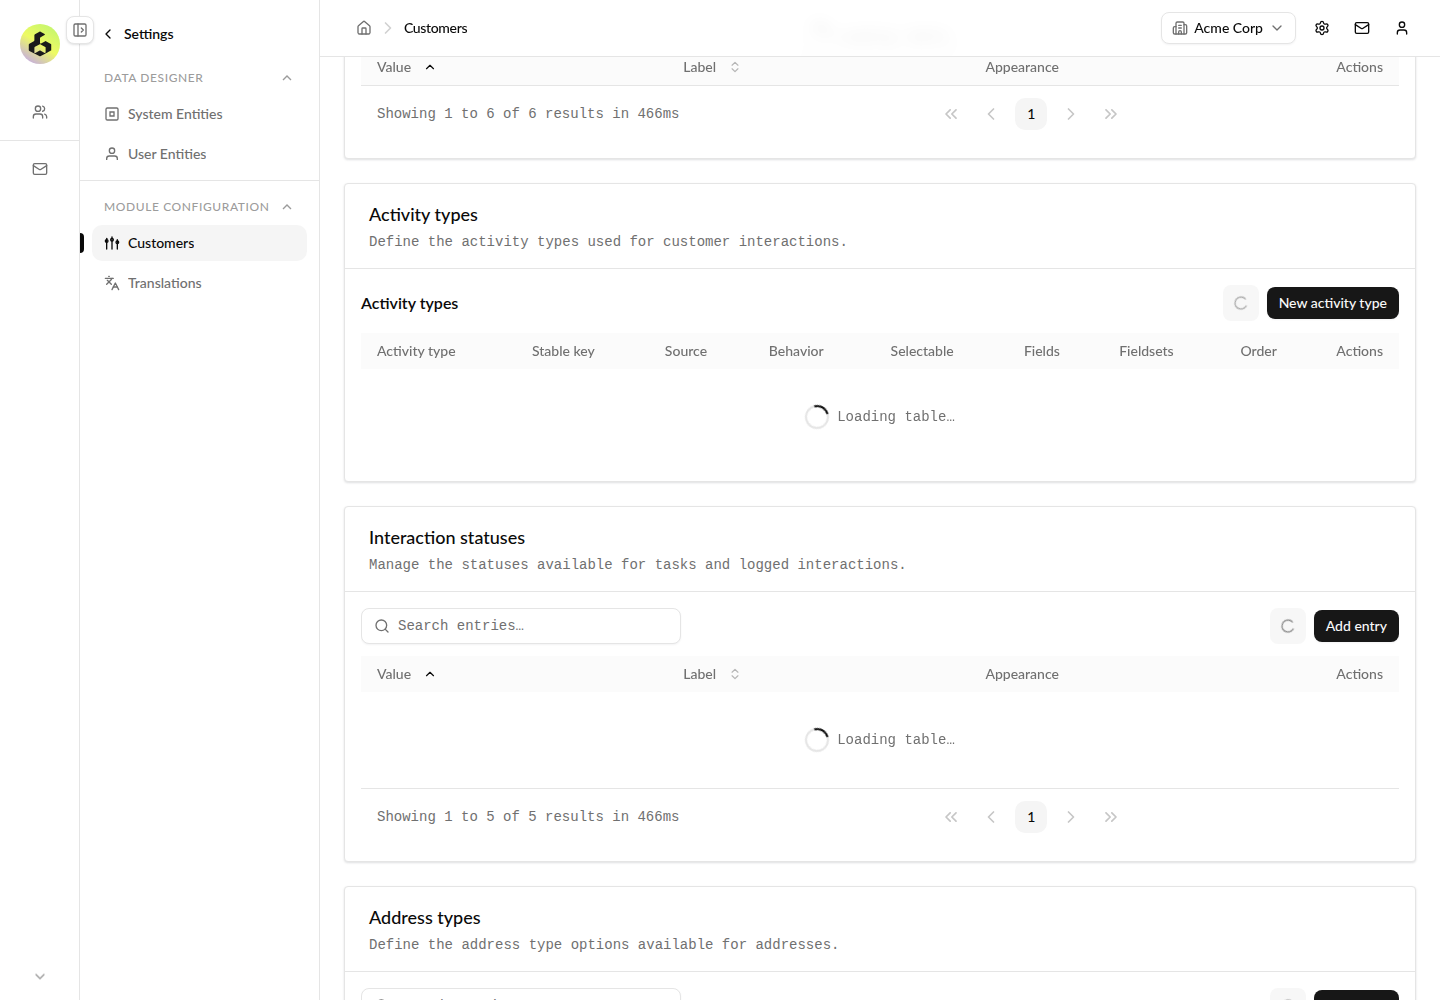 Settings
Customers
Acme Corp
DATA DESIGNER
System Entities
User Entities
MODULE CONFIGURATION
Customers
Translations
Value Label Appearance Actions
Showing 1 to 6 of 6 results in 466ms 1
Activity types
Define the activity types used for customer interactions.
Activity types
New activity type
Activity type Stable key Source Behavior Selectable Fields Fieldsets Order Actions
Loading table…
Interaction statuses
Manage the statuses available for tasks and logged interactions.
Search entries…
Add entry
Value Label Appearance Actions
Loading table…
Showing 1 to 5 of 5 results in 466ms 1
Address types
Define the address type options available for addresses.